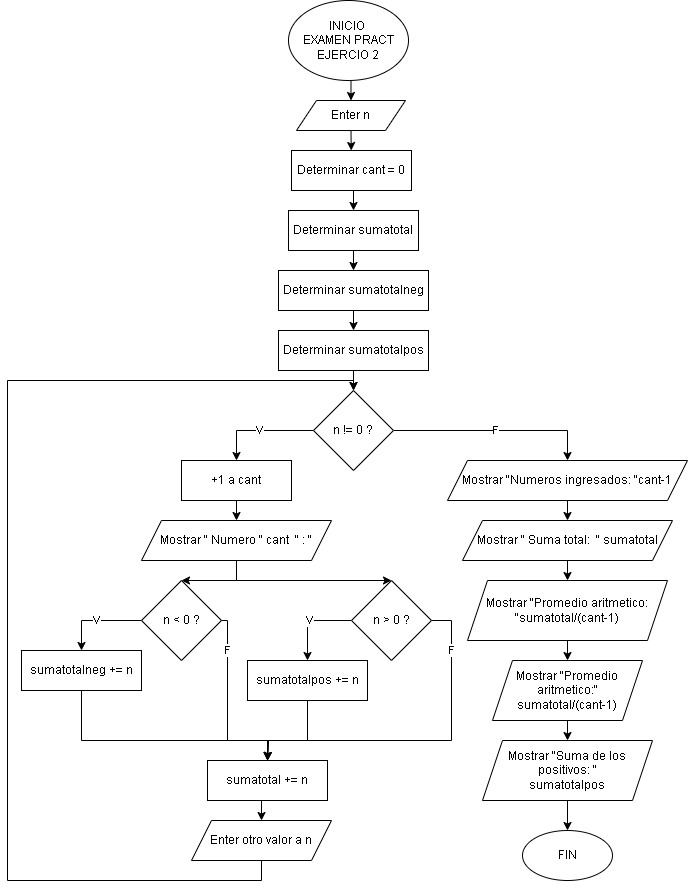 INICIO
EXAMEN PRACT
EJERCIO 2
Enter n
Determinar cant = 0
Determinar sumatotal
Determinar sumatotalneg
Determinar sumatotalpos
n != 0 ?
V
F
+1 a cant
Mostrar " Numero " cant " : "
n < 0 ?
V
F
n > 0 ?
V
F
sumatotalneg += n
sumatotalpos += n
sumatotal += n
Enter otro valor a n
Mostrar "Numeros ingresados: "cant-1
Mostrar " Suma total: " sumatotal
Mostrar "Promedio aritmetico:
"sumatotal/(cant-1)
Mostrar "Promedio
aritmetico:"
sumatotal/(cant-1)
Mostrar "Suma de los
positivos: "
sumatotalpos
FIN